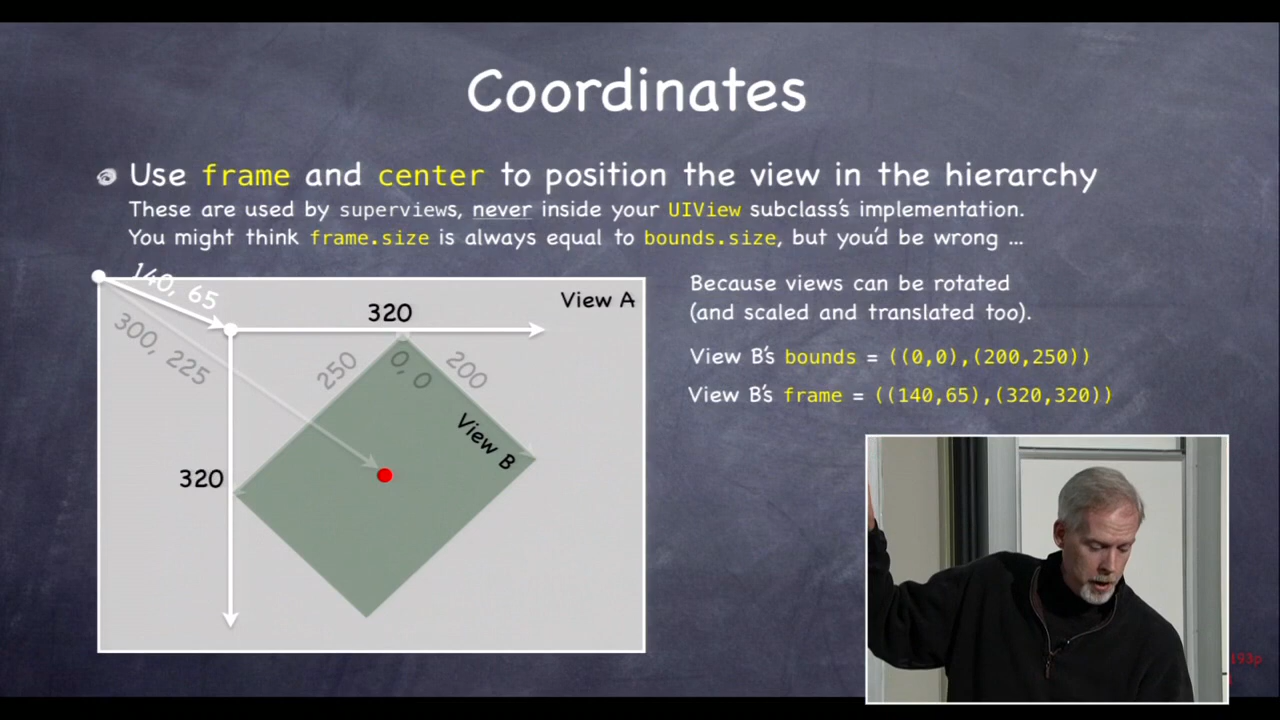 Coordinates
Use frame and center to position the view in the hierarchy
These are used by superviews, never inside your UIView subclass's implementation.
You might think frame.size is always equal to bounds.size, but you'd be wrong ...
140, 65
View A
320
300, 225
250
0, 0
200
View B
320
Because views can be rotated
(and scaled and translated too).
View B's bounds = ((0,0),(200,250))
View B's frame = ((140,65),(320,320))